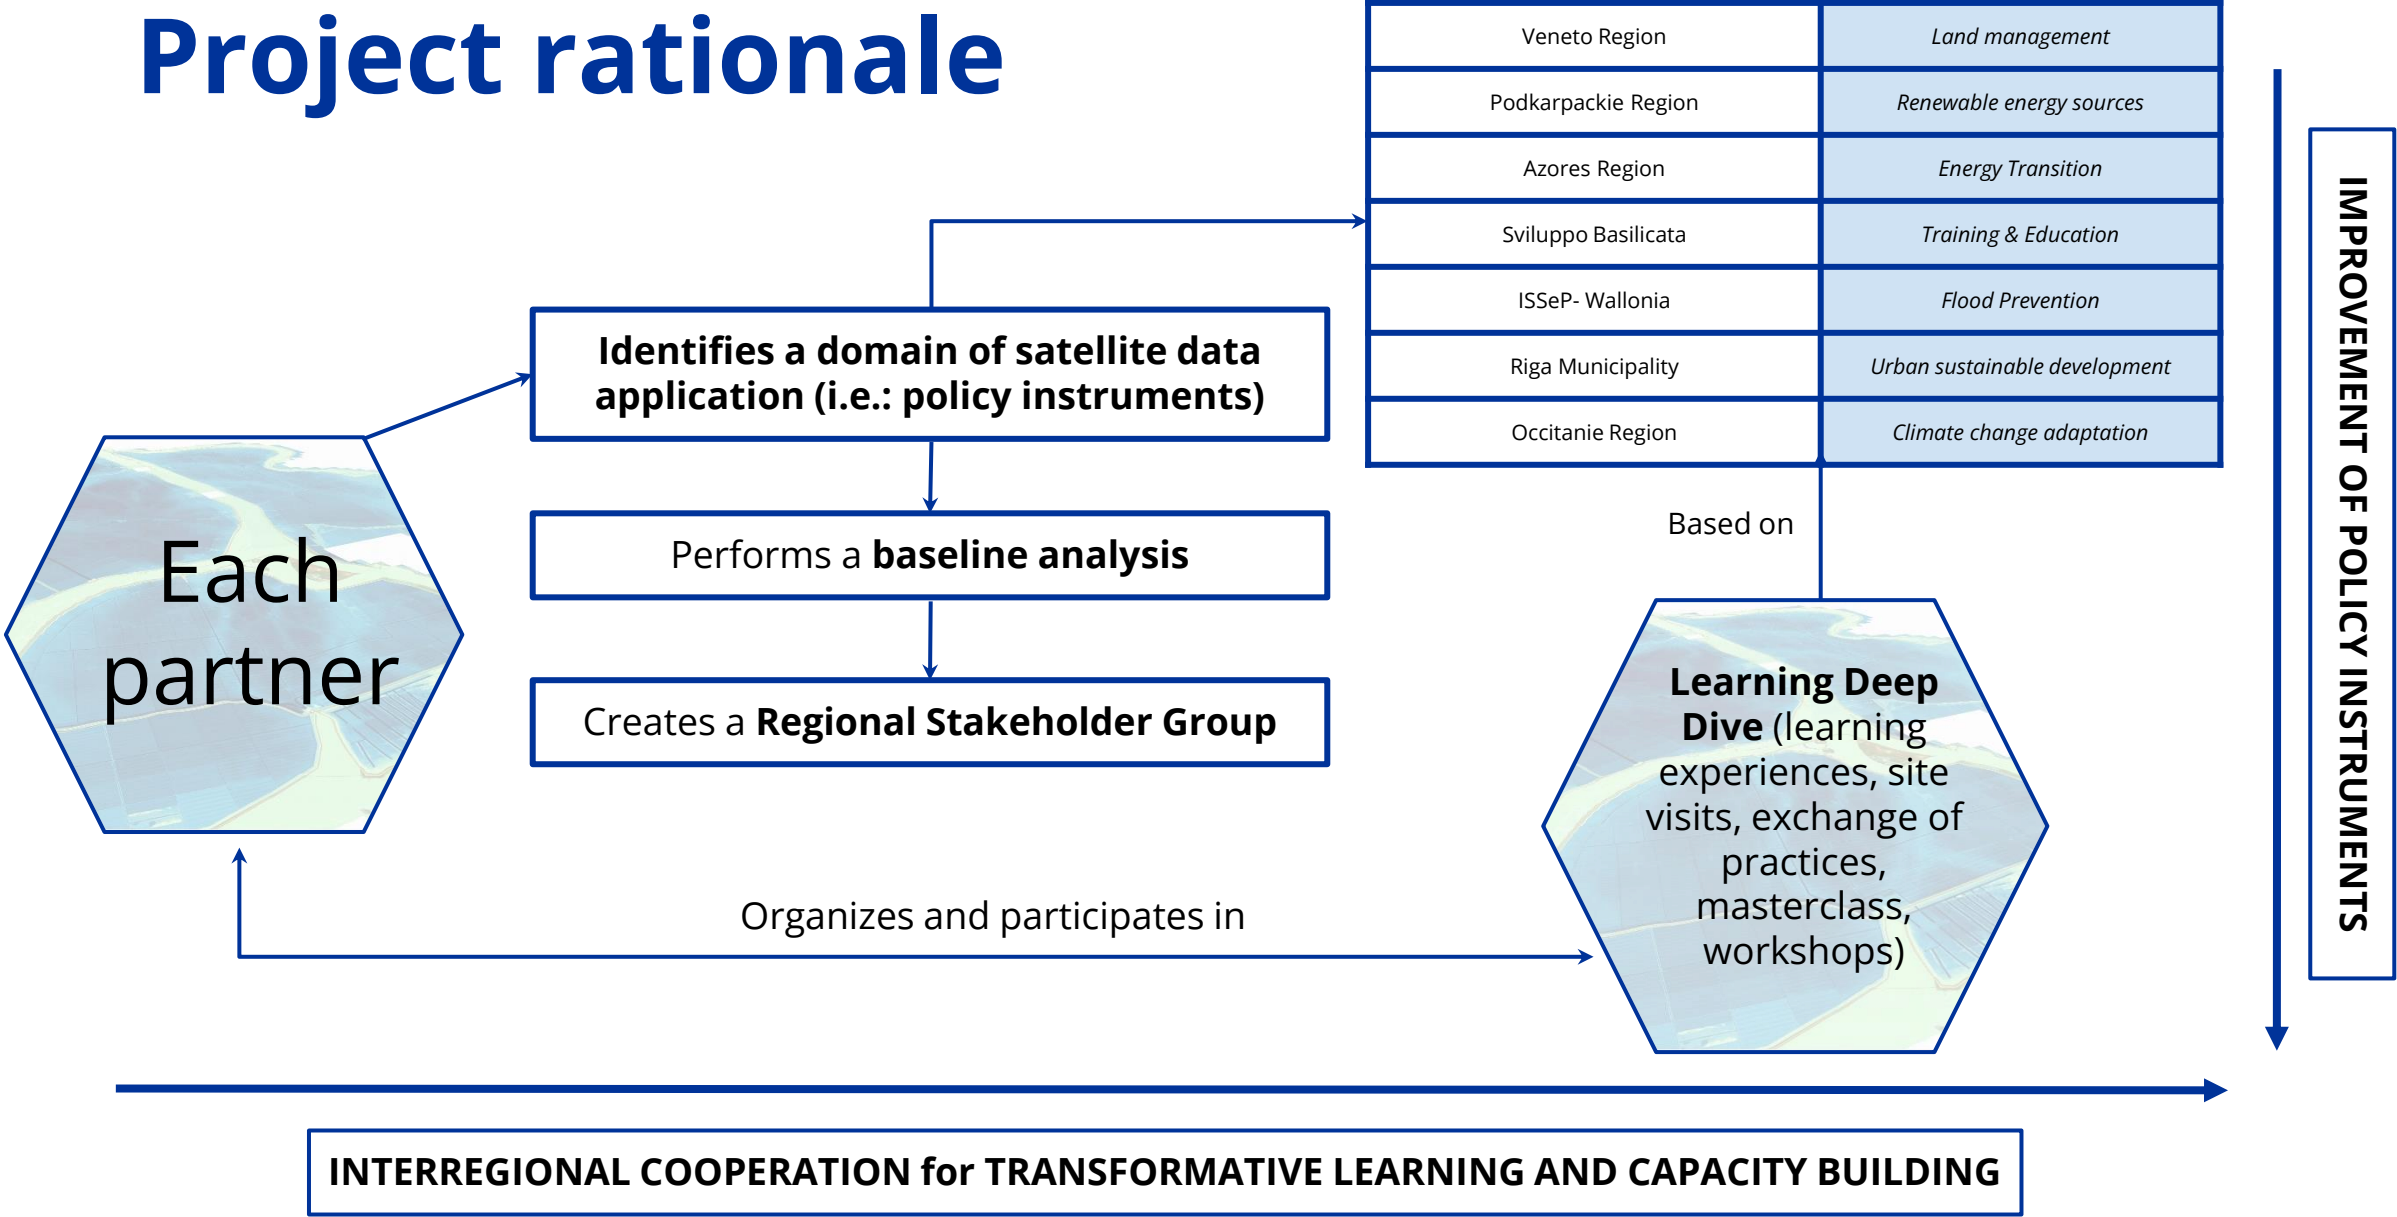 Project rationale
Veneto Region
Land management
Podkarpackie Region
Renewable energy sources
Azores Region
Energy Transition
Sviluppo Basilicata
Training & Education
ISSeP- Wallonia
Flood Prevention
Riga Municipality
Urban sustainable development
Occitanie Region
Climate change adaptation
Identifies a domain of satellite data
application (i.e.: policy instruments)
Performs a baseline analysis
Creates a Regional Stakeholder Group
Each
partner
Based on
Learning Deep
Dive (learning
experiences, site
visits, exchange of
practices,
masterclass,
workshops)
Organizes and participates in
IMPROVEMENT OF POLICY INSTRUMENTS
INTERREGIONAL COOPERATION for TRANSFORMATIVE LEARNING AND CAPACITY BUILDING